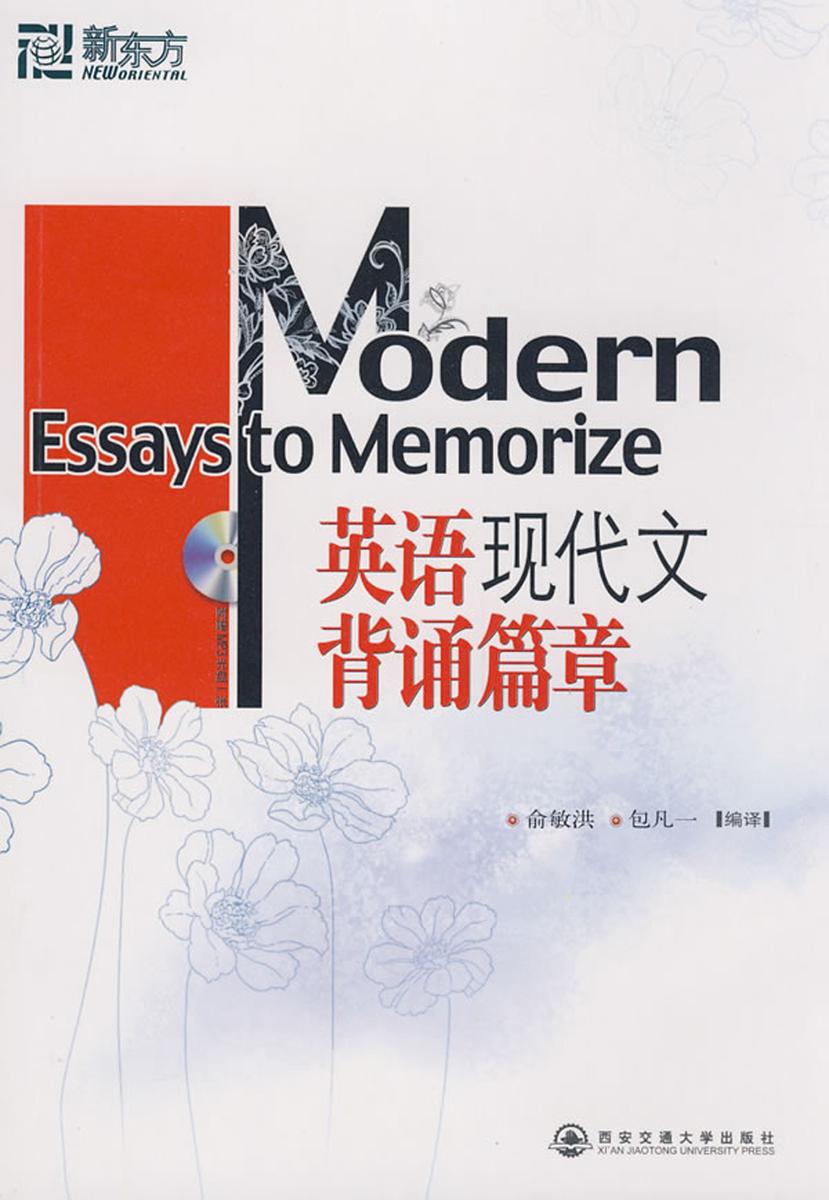 新东方
NEW ORIENTAL
Modern
Essays to Memorize
英语现代文
背诵篇章
俞敏洪 包凡一 编译
西安交通大学出版社
XI'AN JIAOTONG UNIVERSITY PRESS